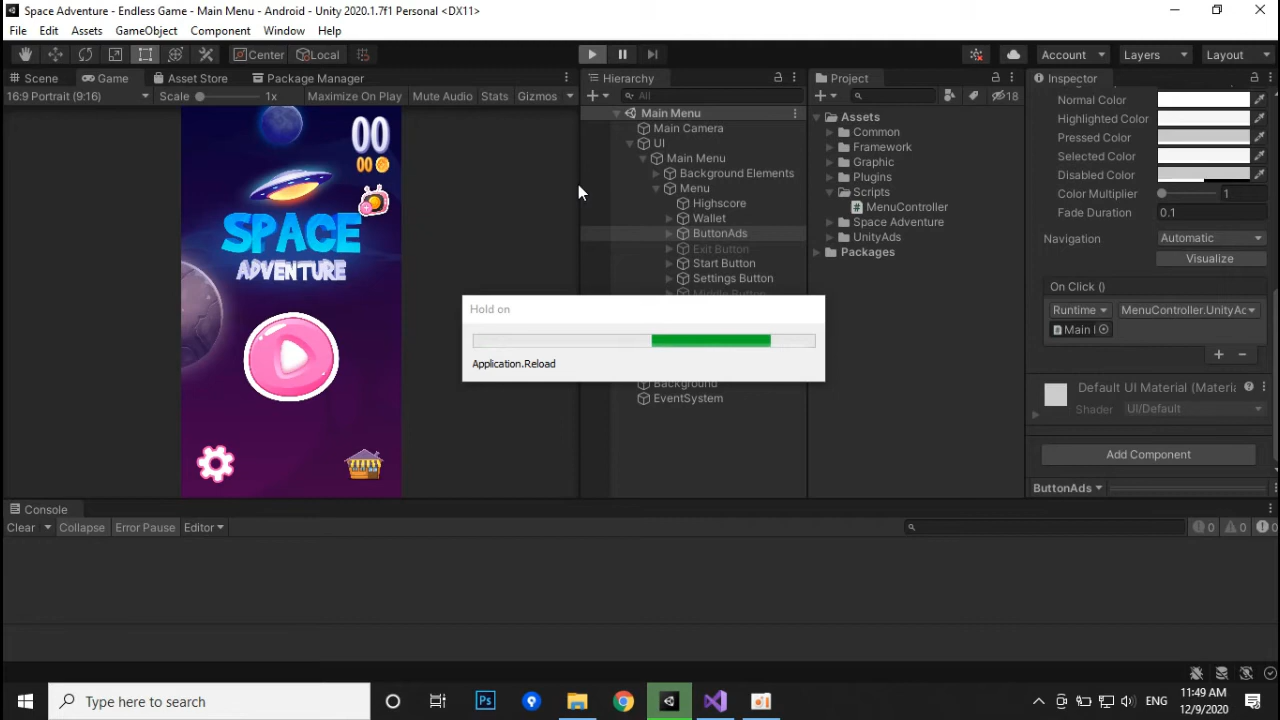 Space Adventure - Endless Game - Main Menu - Android - Unity 2020.1.7f1 Personal <DX11>
File Edit Assets GameObject Component Window Help
Center Local Account Layers Layout
Scene Game Asset Store Package Manager
16:9 Portrait (9:16) Scale 1x Maximize On Play Mute Audio Stats Gizmos
00
00
SPACE
ADVENTURE
Hierarchy
All
Main Menu
Main Camera
UI
Main Menu
Background Elements
Menu
Highscore
Wallet
ButtonAds
Exit Button
Start Button
Settings Button
Background
EventSystem
Project
18
Assets
Common
Framework
Graphic
Plugins
Scripts
MenuController
Space Adventure
UnityAds
Packages
Inspector
Normal Color
Highlighted Color
Pressed Color
Selected Color
Disabled Color
Color Multiplier 1
Fade Duration 0.1
Navigation Automatic
Visualize
On Click ()
Runtime MenuController.UnityAc
Main I
Default UI Material (Materia
Shader UI/Default
Add Component
ButtonAds
Hold on
Application.Reload
Console
Clear Collapse Error Pause Editor 0 0 0
Type here to search
Ps
ENG
11:49 AM
12/9/2020